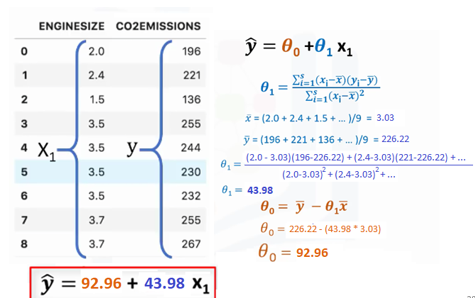 ENGINESIZE CO2EMISSIONS
0 2.0 196
1 2.4 221
2 1.5 136
3 3.5 255
4 3.5 244
5 3.5 230
6 3.5 232
7 3.7 255
8 3.7 267
X₁ y
ŷ = θ₀ +θ₁ x₁
θ₁ = Σˢᵢ₌₁(xᵢ−x̄)(yᵢ−ȳ) / Σˢᵢ₌₁(xᵢ−x̄)²
x̄ = (2.0 + 2.4 + 1.5 + ... )/9 = 3.03
ȳ = (196 + 221 + 136 + ... )/9 = 226.22
θ₁ = (2.0 - 3.03)(196-226.22) + (2.4-3.03)(221-226.22) + ... / (2.0-3.03)² + (2.4-3.03)² + ...
θ₁ = 43.98
θ₀ = ȳ − θ₁x̄
θ₀ = 226.22 - (43.98 * 3.03)
θ₀ = 92.96
ŷ = 92.96 + 43.98 x₁